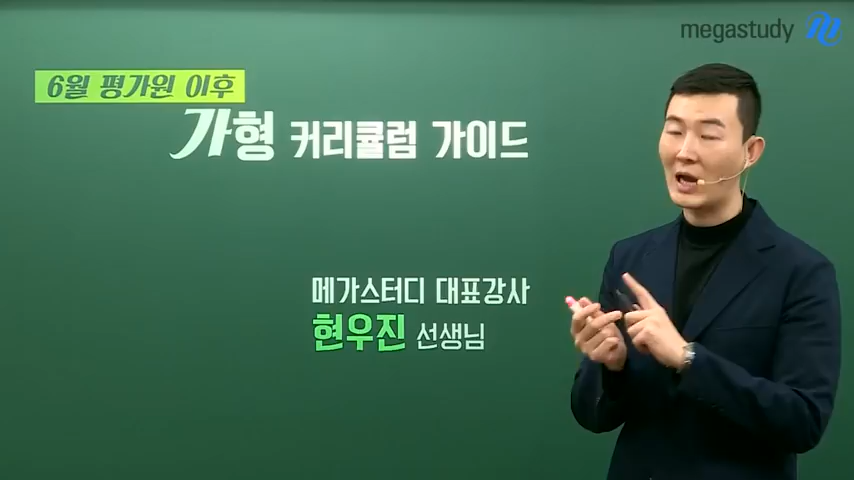 megastudy
6월 평가원 이후
가형 커리큘럼 가이드
메가스터디 대표강사
현우진 선생님